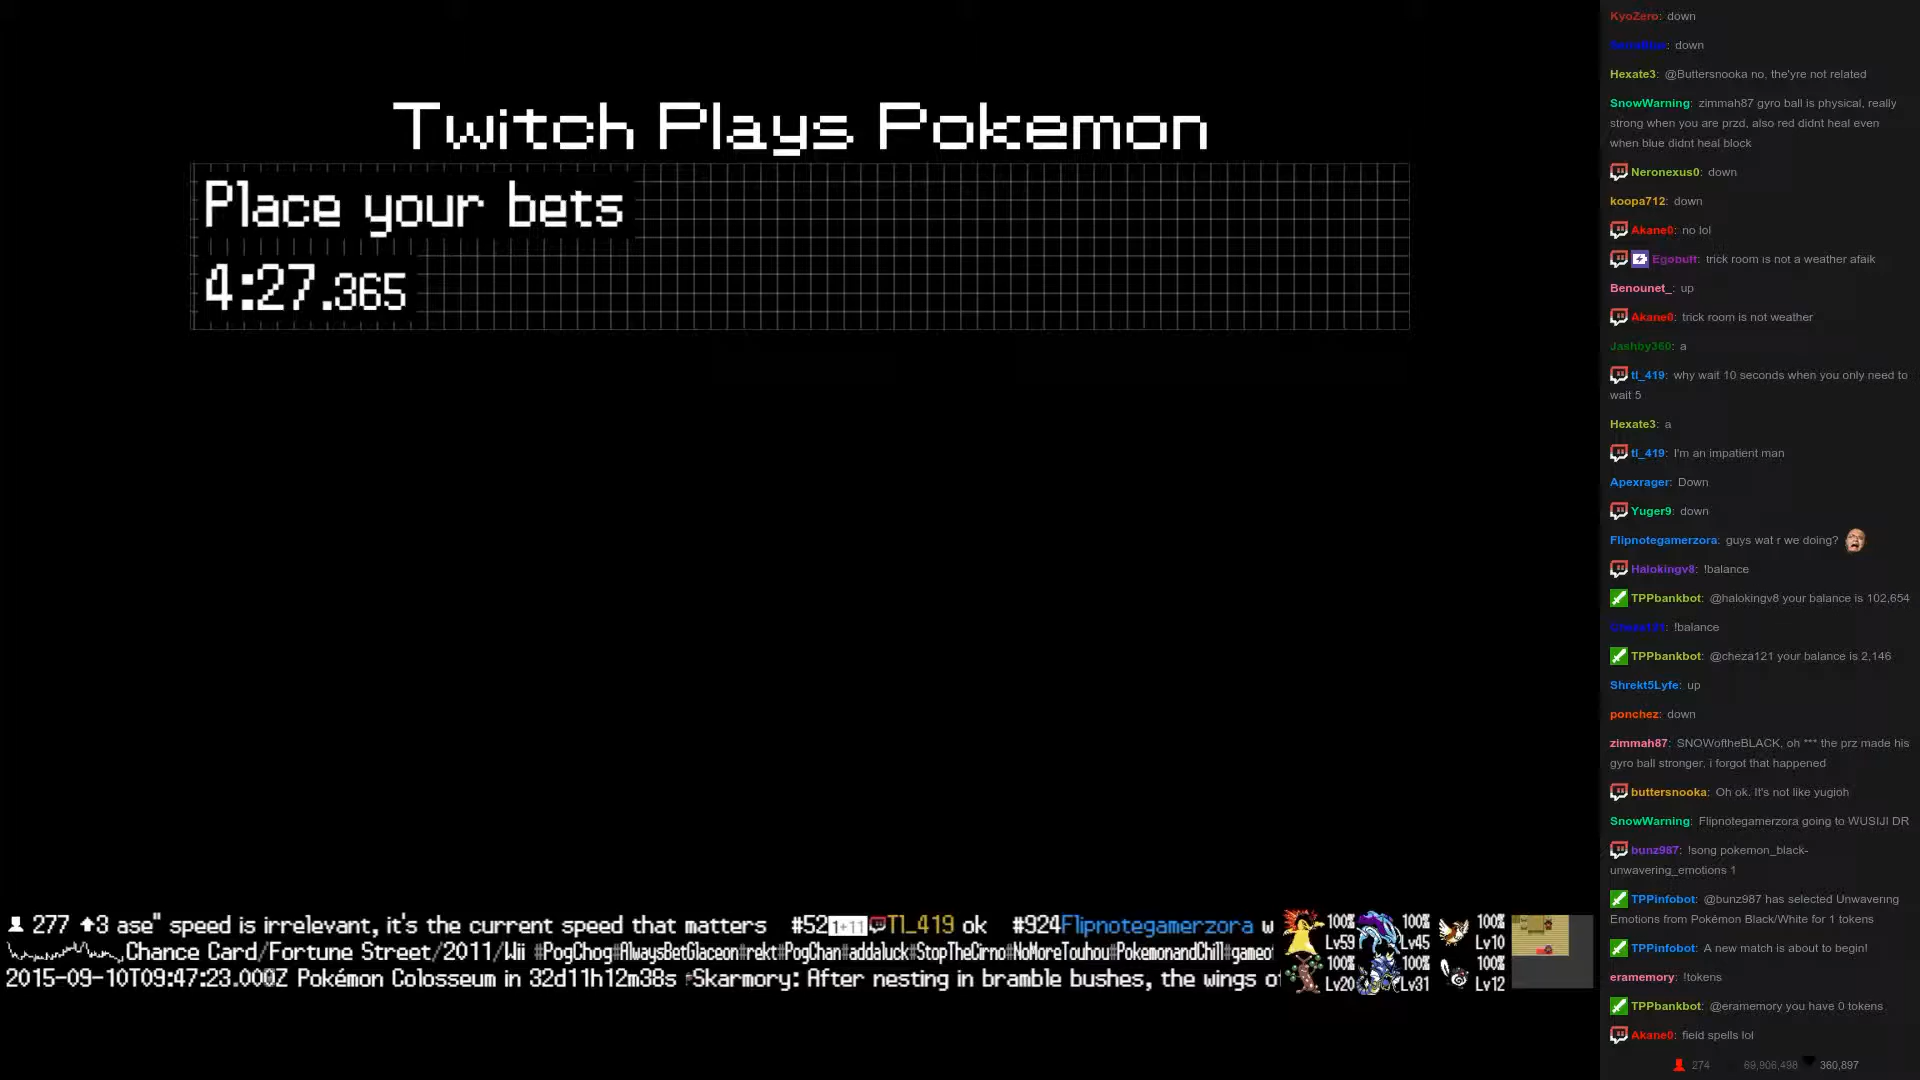 Twitch Plays Pokemon
Place your bets
4:27.365
277 3 ase" speed is irrelevant, it's the current speed that matters #52 1+11 Tl_419 ok #924 Flipnotegamerzora w
Chance Card/Fortune Street/2011/Wii #PogChog#AlwaysBetGlaceon#rekt#PogChan#addaluck#StopTheCirno#NoMoreTouhou#PokemonandChill#gameof
2015-09-10T09:47:23.000Z Pokémon Colosseum in 32d11h12m38s Skarmory: After nesting in bramble bushes, the wings of
100% Lv59 100% Lv45 100% Lv10
100% Lv20 100% Lv31 100% Lv12
KyoZero: down
: down
Hexate3: @Buttersnooka no, the'yre not related
SnowWarning: zimmah87 gyro ball is physical, really
strong when you are przd, also red didnt heal even
when blue didnt heal block
Neronexus0: down
koopa712: down
Akane0: no lol
Egobuff: trick room is not a weather afaik
Benounet_: up
Akane0: trick room is not weather
Jashby360: a
tl_419: why wait 10 seconds when you only need to
wait 5
Hexate3: a
tl_419: I'm an impatient man
Apexrager: Down
Yuger9: down
Flipnotegamerzora: guys wat r we doing?
Halokingv8: !balance
TPPbankbot: @halokingv8 your balance is 102,654
Cheza121: !balance
TPPbankbot: @cheza121 your balance is 2,146
Shrekt5Lyfe: up
ponchez: down
zimmah87: SNOWoftheBLACK, oh *** the prz made his
gyro ball stronger, i forgot that happened
buttersnooka: Oh ok. It's not like yugioh
SnowWarning: Flipnotegamerzora going to WUSIJI DR
bunz987: !song pokemon_black-
unwavering_emotions 1
TPPinfobot: @bunz987 has selected Unwavering
Emotions from Pokémon Black/White for 1 tokens
TPPinfobot: A new match is about to begin!
eramemory: !tokens
TPPbankbot: @eramemory you have 0 tokens
Akane0: field spells lol
274 69,906,498 360,897